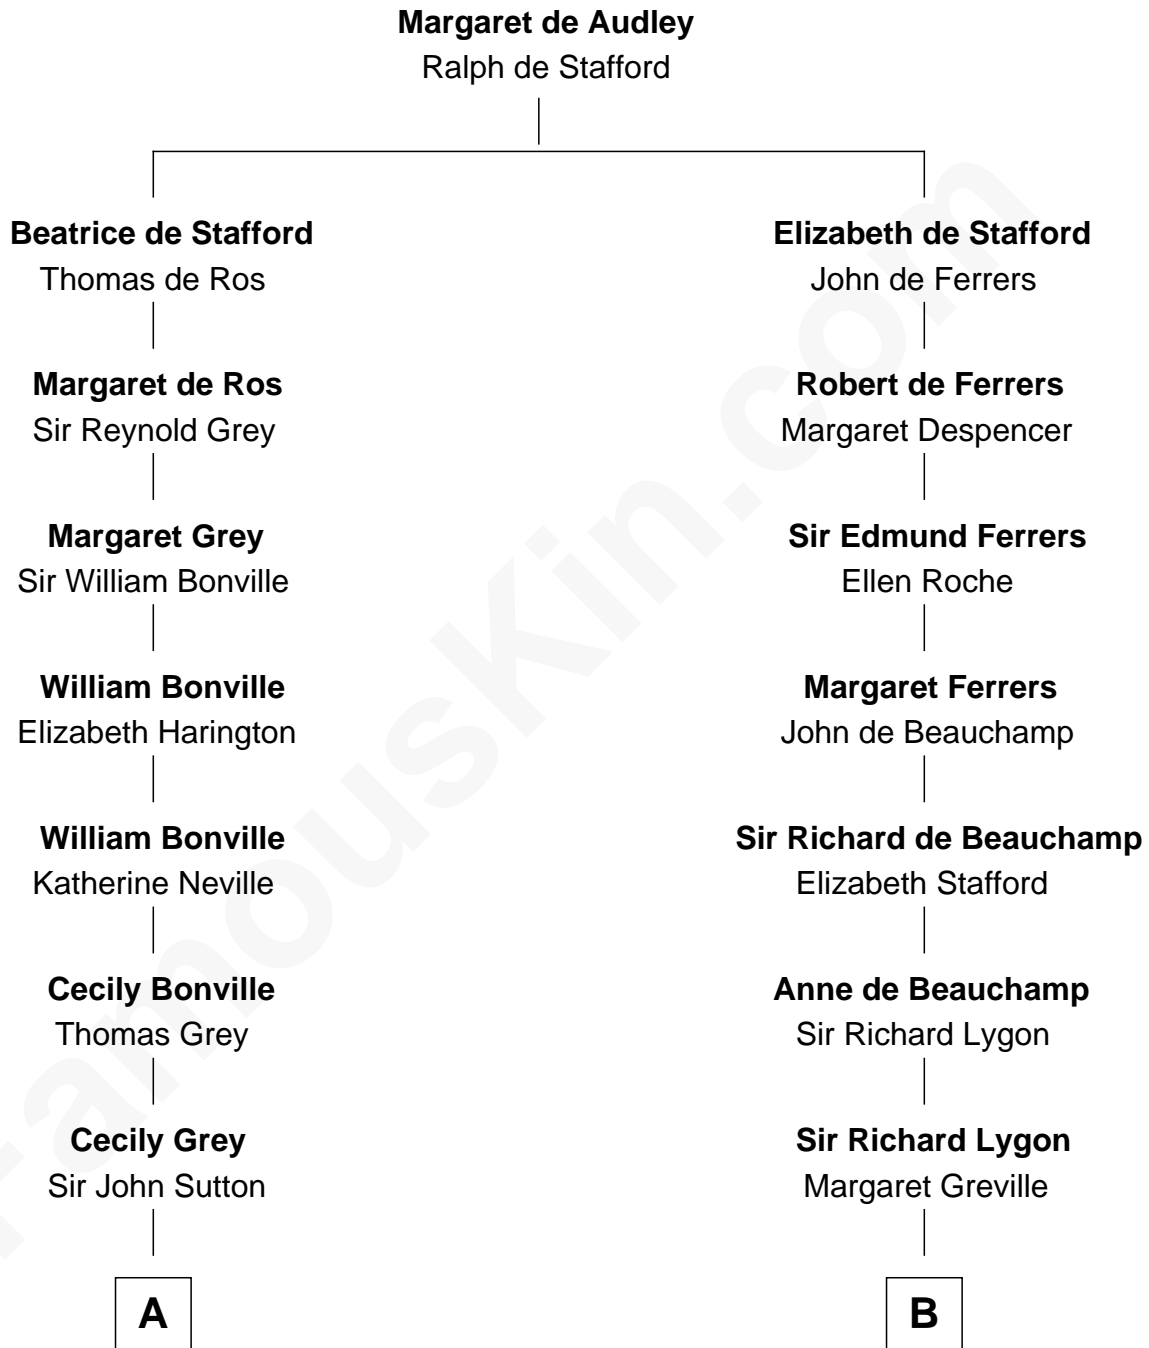 Margaret de Audley
Ralph de Stafford
Beatrice de Stafford
Thomas de Ros
Elizabeth de Stafford
John de Ferrers
Margaret de Ros
Sir Reynold Grey
Robert de Ferrers
Margaret Despencer
Margaret Grey
Sir William Bonville
Sir Edmund Ferrers
Ellen Roche
William Bonville
Elizabeth Harington
Margaret Ferrers
John de Beauchamp
William Bonville
Katherine Neville
Sir Richard de Beauchamp
Elizabeth Stafford
Cecily Bonville
Thomas Grey
Anne de Beauchamp
Sir Richard Lygon
Cecily Grey
Sir John Sutton
Sir Richard Lygon
Margaret Greville
A
B
FamousKin.com